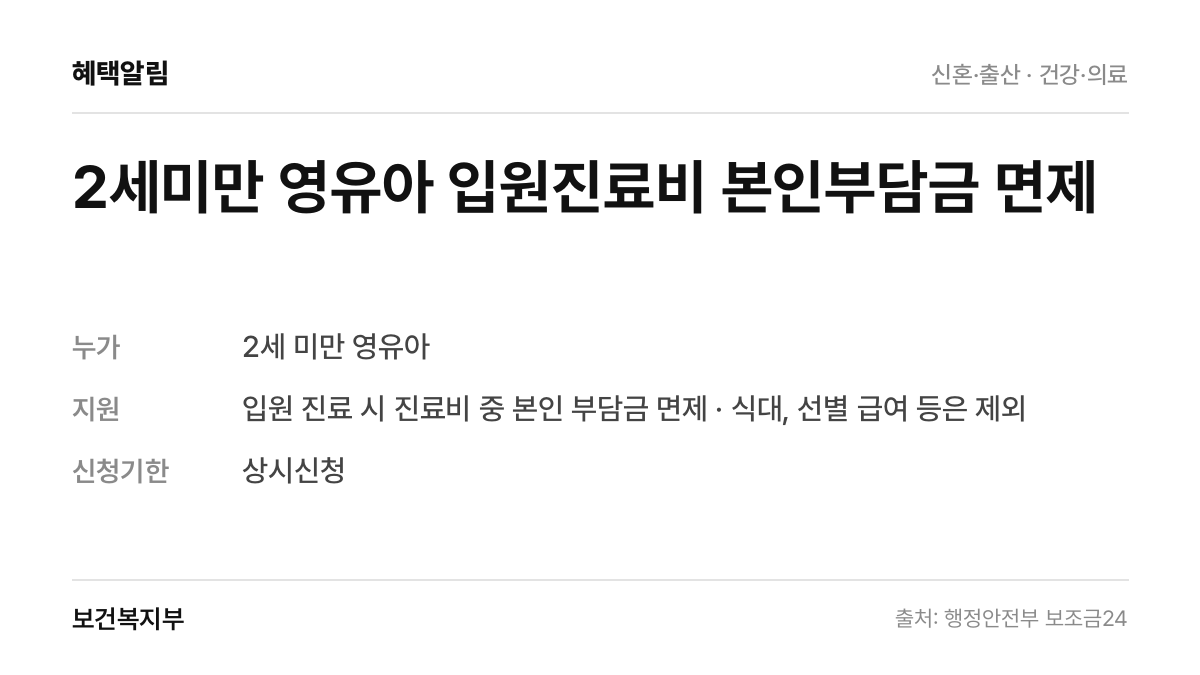 혜택알림
신혼·출산 · 건강·의료
2세미만 영유아 입원진료비 본인부담금 면제
누가 2세 미만 영유아
지원 입원 진료 시 진료비 중 본인 부담금 면제 · 식대, 선별 급여 등은 제외
신청기한 상시신청
보건복지부
출처: 행정안전부 보조금24